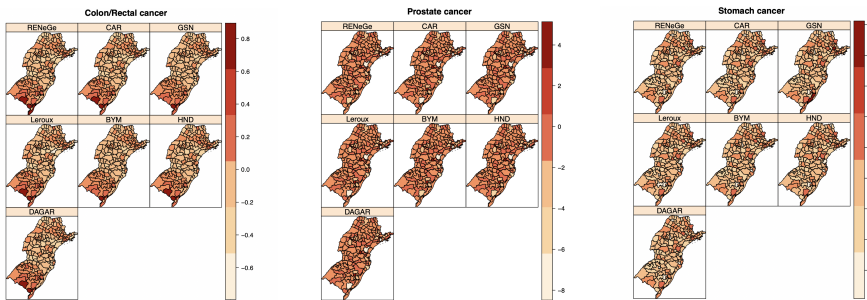 Colon/Rectal cancer
RENeGe CAR GSN
Leroux BYM HND
DAGAR
0.8
0.6
0.4
0.2
0.0
−0.2
−0.4
−0.6
Prostate cancer
RENeGe CAR GSN
Leroux BYM HND
DAGAR
4
2
0
−2
−4
−6
−8
Stomach cancer
RENeGe CAR GSN
Leroux BYM HND
DAGAR